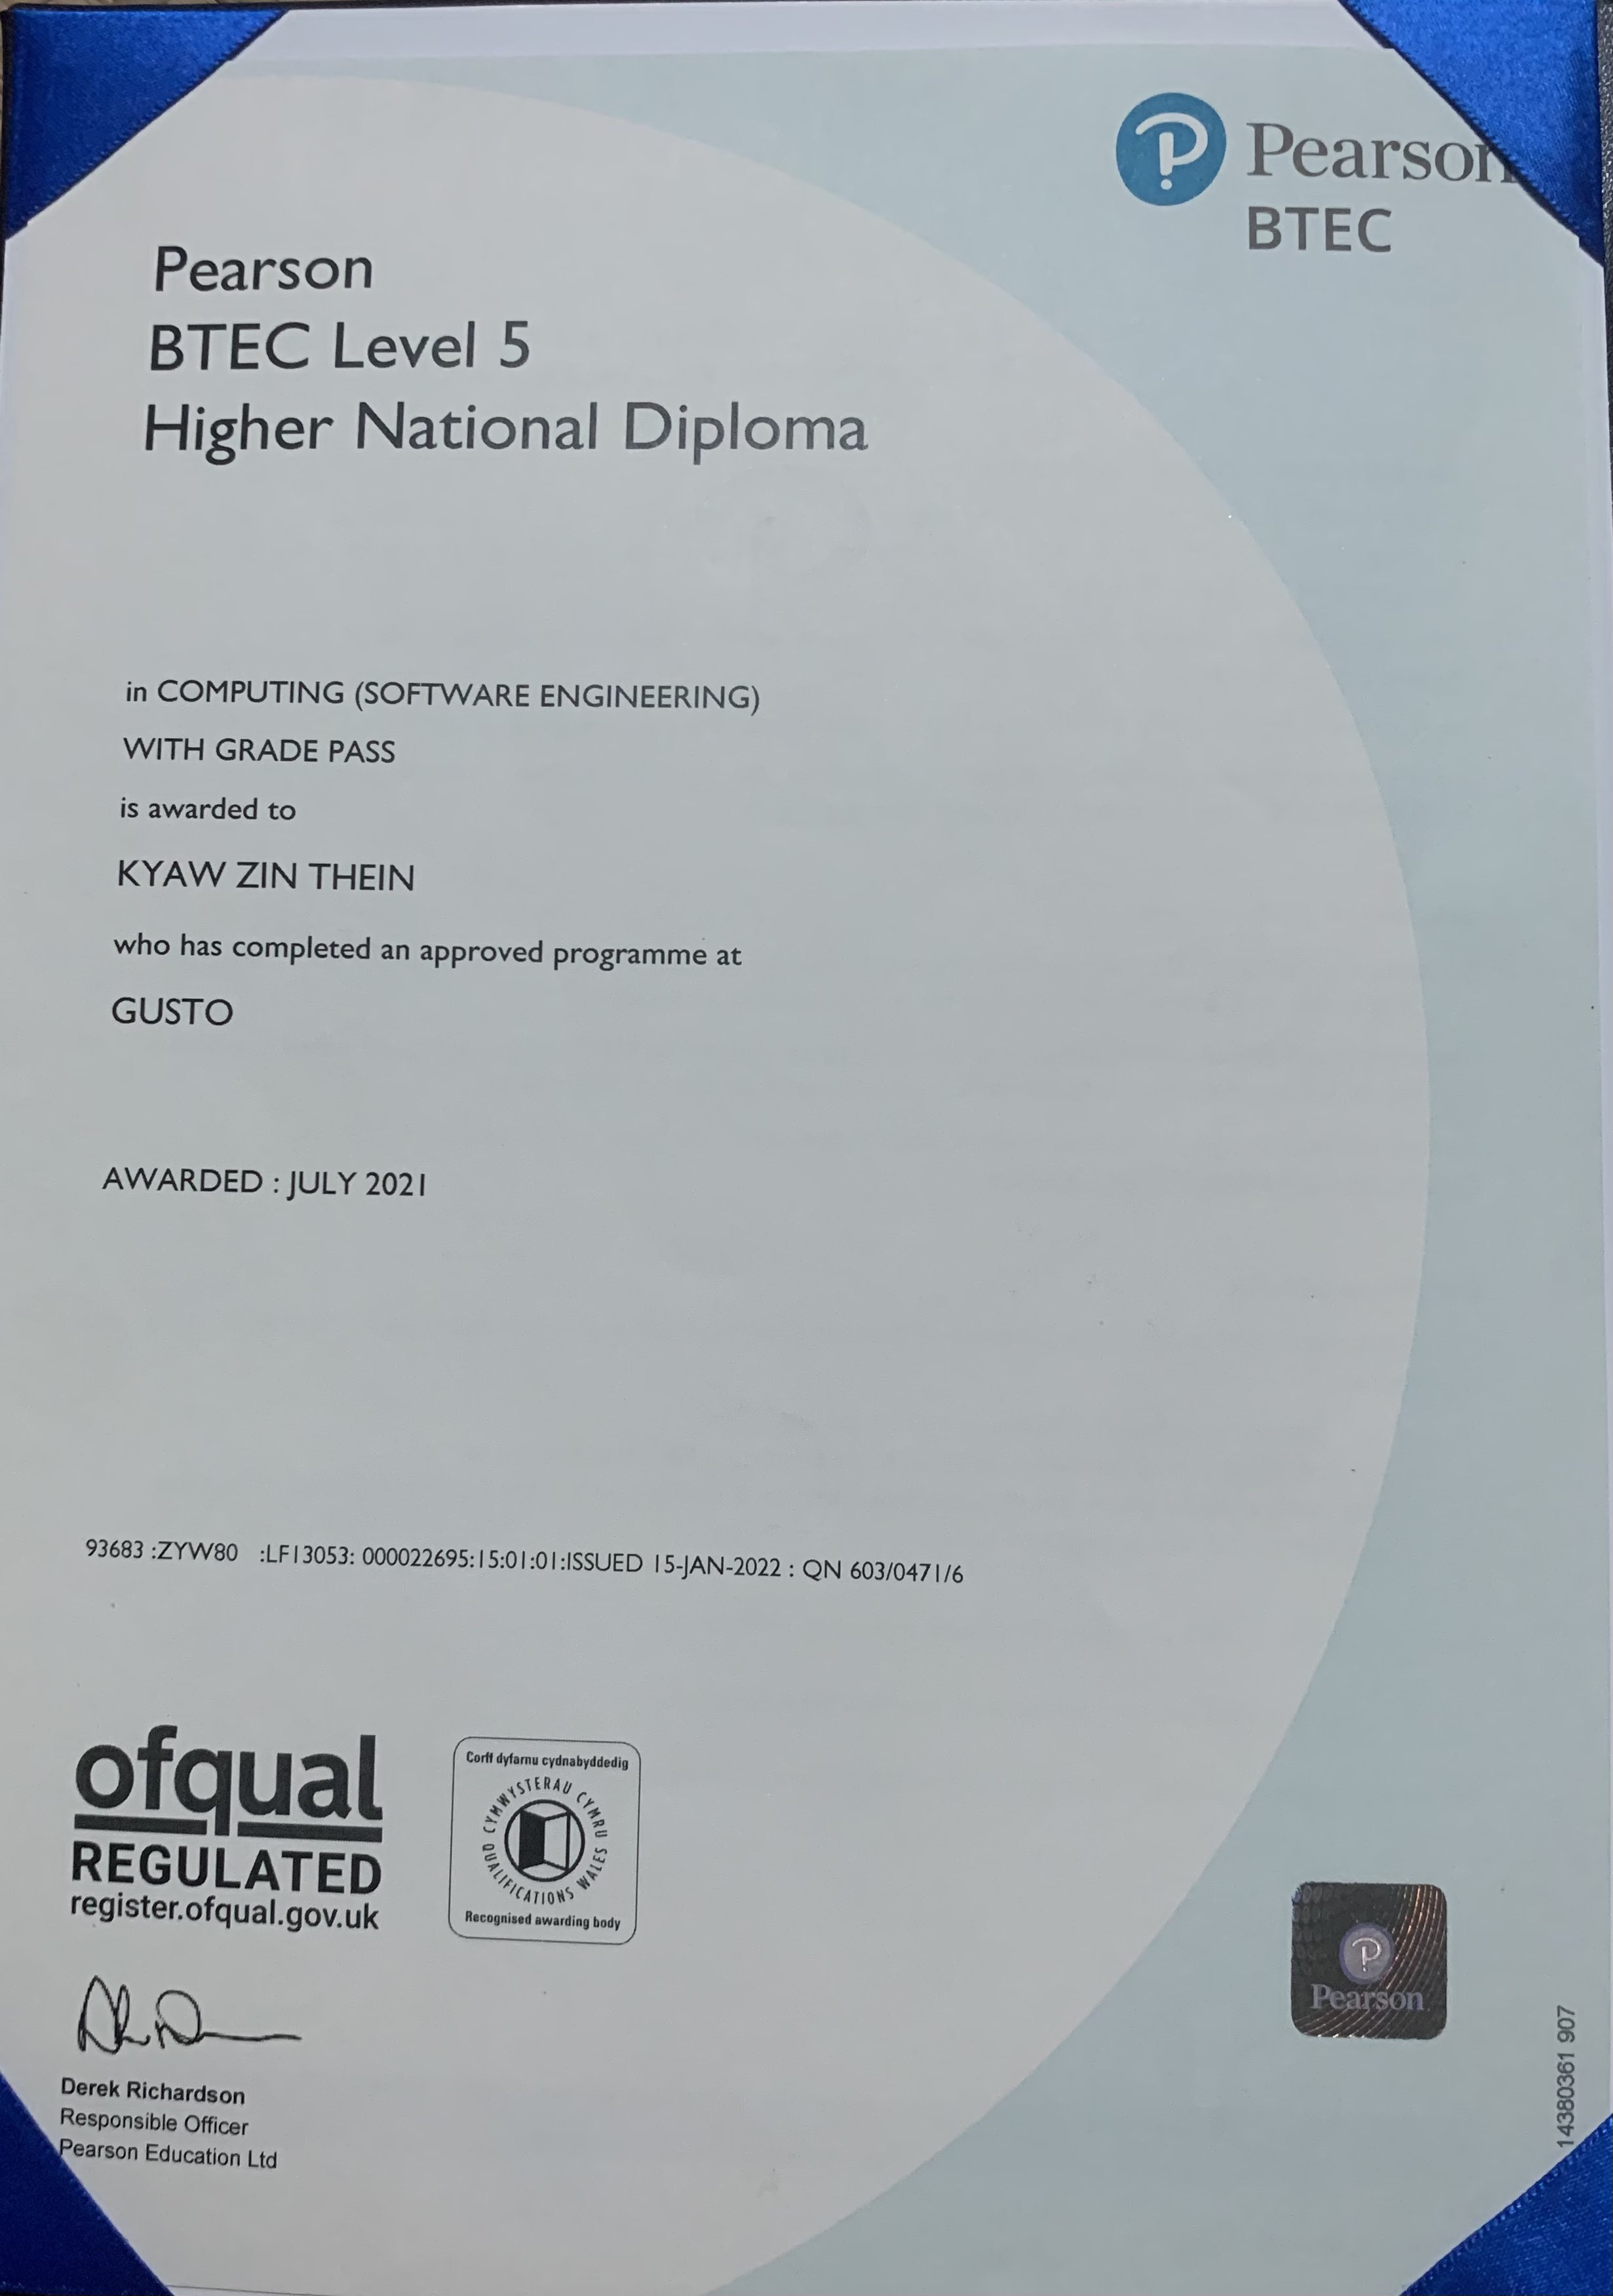 Pearson
BTEC
Pearson
BTEC Level 5
Higher National Diploma
in COMPUTING (SOFTWARE ENGINEERING)
WITH GRADE PASS
is awarded to
KYAW ZIN THEIN
who has completed an approved programme at
GUSTO
AWARDED : JULY 2021
93683 :ZYW80 :LF13053: 000022695:15:01:01:ISSUED 15-JAN-2022 : QN 603/0471/6
ofqual
REGULATED
register.ofqual.gov.uk
Corff dyfarnu cydnabyddedig
CYMWYSTERAU CYMRU
QUALIFICATIONS WALES
Recognised awarding body
Pearson
Derek Richardson
Responsible Officer
Pearson Education Ltd
14380361 907